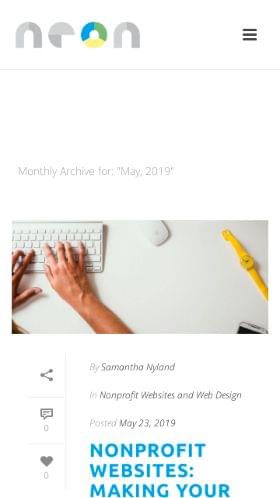 neon
Monthly Archive for: "May, 2019"
By Samantha Nyland
In Nonprofit Websites and Web Design
0
Posted May 23, 2019
NONPROFIT
WEBSITES:
0
MAKING YOUR